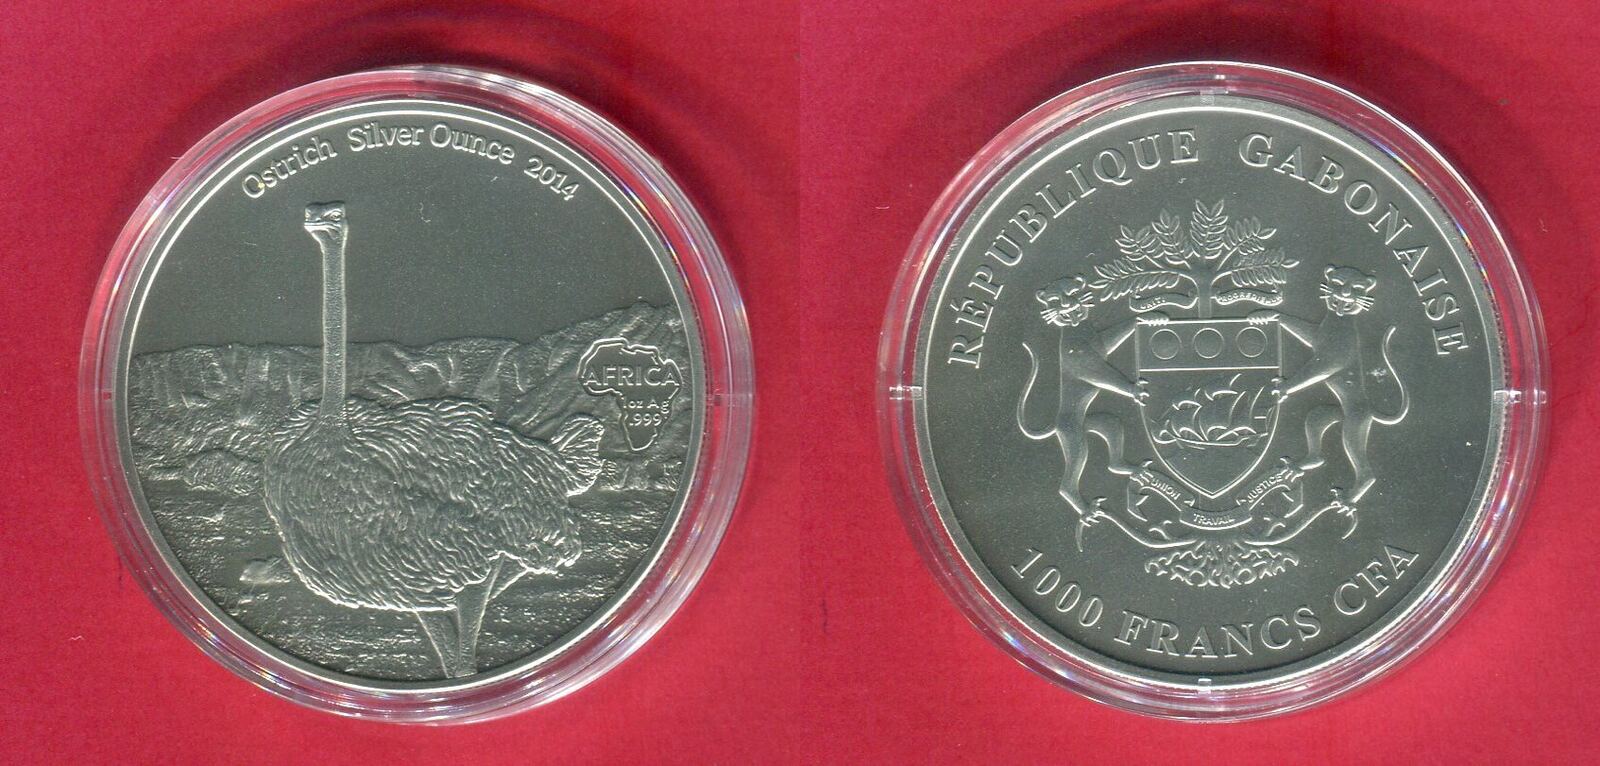 Ostrich Silver Ounce 2014
AFRICA
1oz Ag
.999
RÉPUBLIQUE GABONAISE
UNION
TRAVAIL
JUSTICE
1000 FRANCS CFA